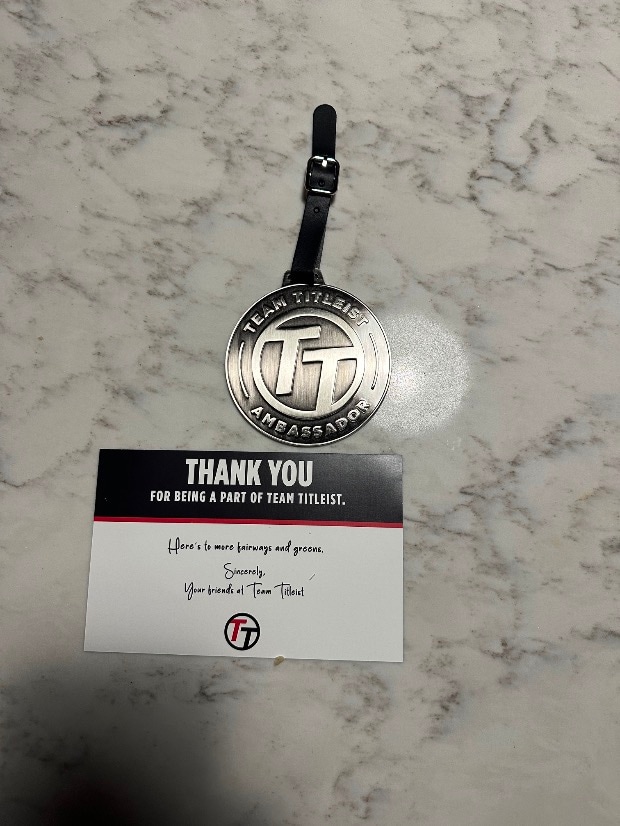 TEAM TITLEIST
TT
AMBASSADOR
THANK YOU
FOR BEING A PART OF TEAM TITLEIST.
Here's to more fairways and greens.
Sincerely,
Your friends at Team Titleist
TT